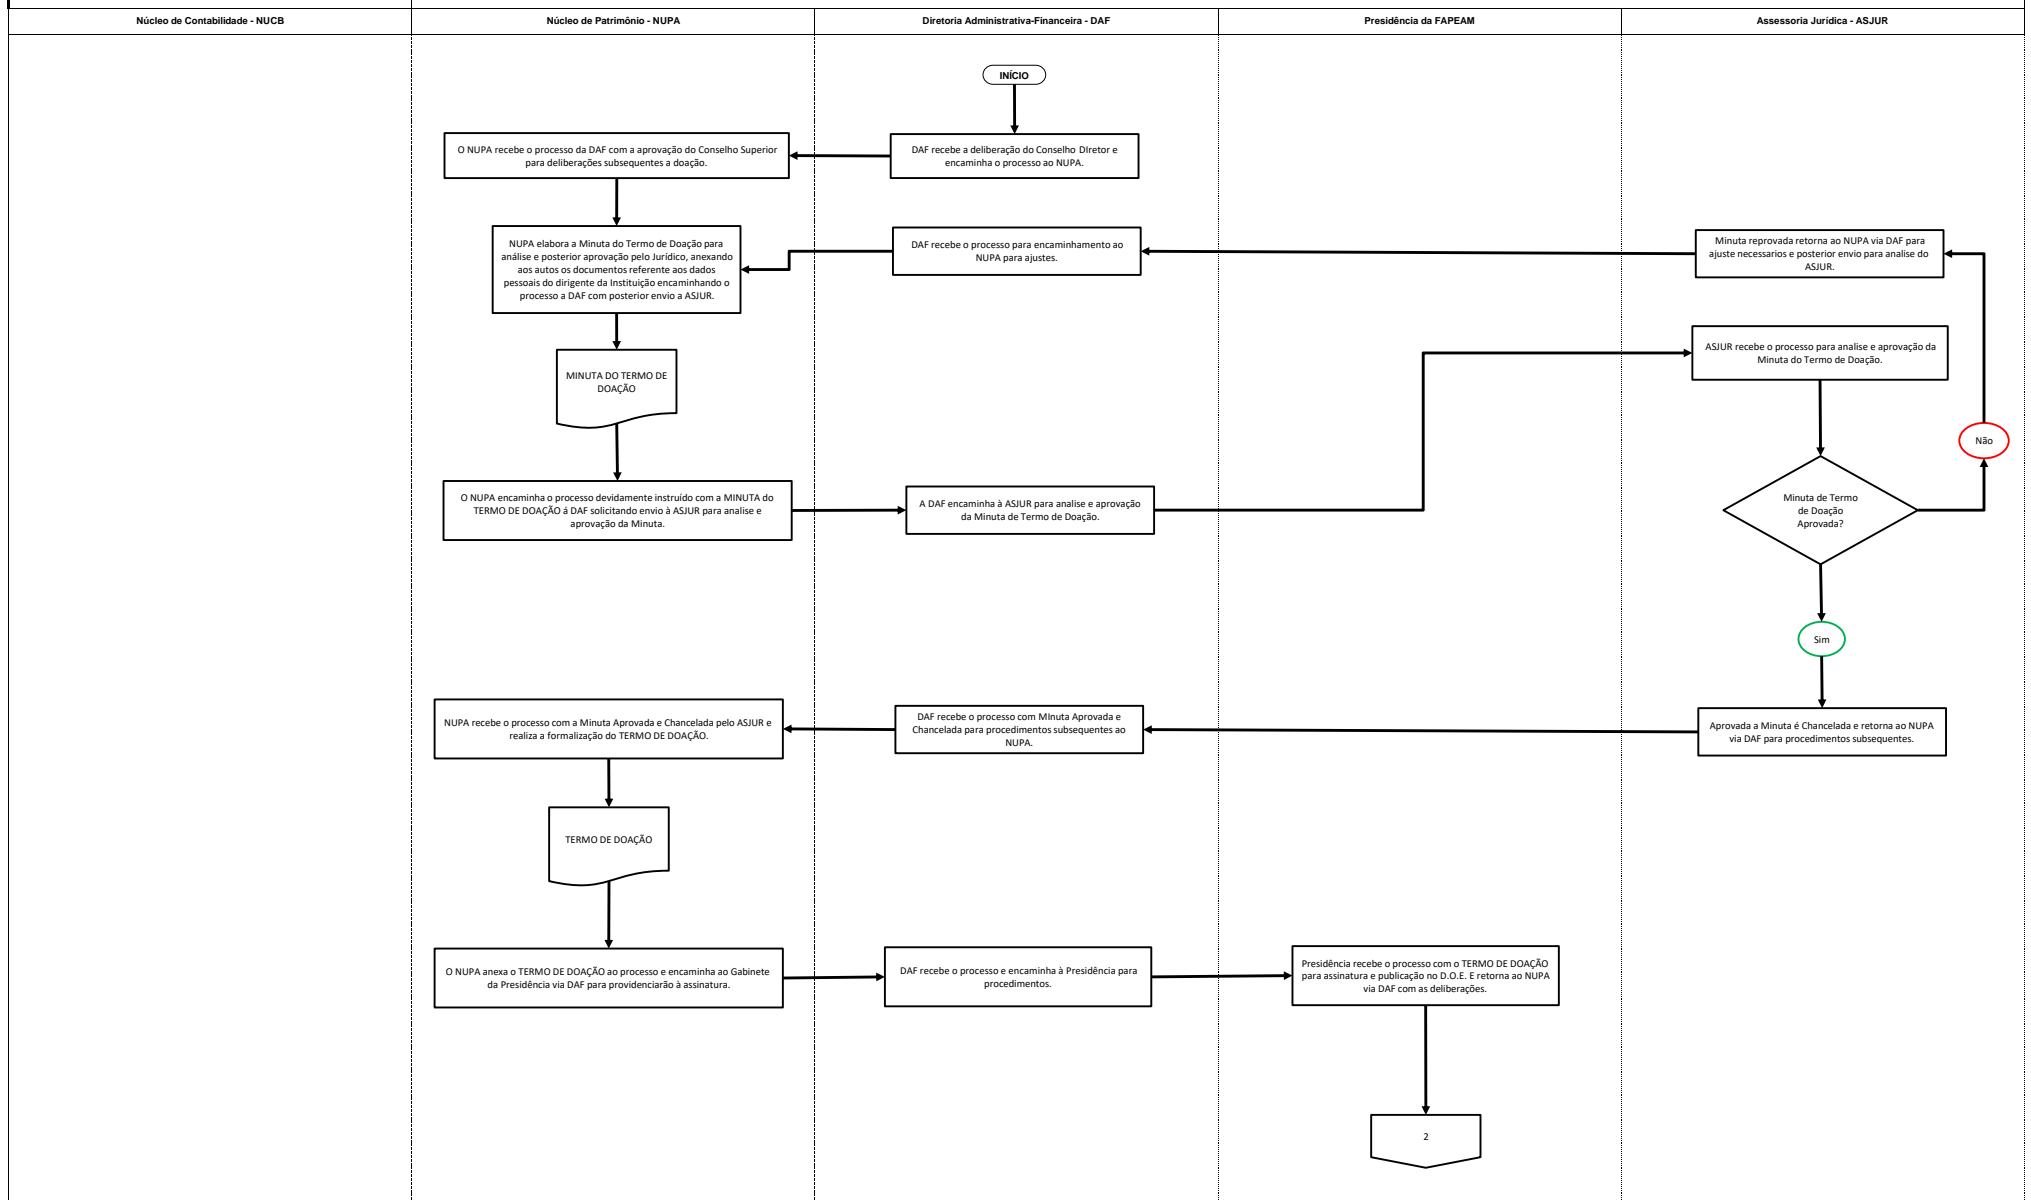 Núcleo de Contabilidade - NUCB
Núcleo de Patrimônio - NUPA
Diretoria Administrativa-Financeira - DAF
Presidência da FAPEAM
Assessoria Jurídica - ASJUR
INÍCIO
DAF recebe a deliberação do Conselho DIretor e
encaminha o processo ao NUPA.
O NUPA recebe o processo da DAF com a aprovação do Conselho Superior
para deliberações subsequentes a doação.
NUPA elabora a Minuta do Termo de Doação para
análise e posterior aprovação pelo Jurídico, anexando
aos autos os documentos referente aos dados
pessoais do dirigente da Instituição encaminhando o
processo a DAF com posterior envio a ASJUR.
DAF recebe o processo para encaminhamento ao
NUPA para ajustes.
Minuta reprovada retorna ao NUPA via DAF para
ajuste necessarios e posterior envio para analise do
ASJUR.
MINUTA DO TERMO DE
DOAÇÃO
ASJUR recebe o processo para analise e aprovação da
Minuta do Termo de Doação.
Não
O NUPA encaminha o processo devidamente instruído com a MINUTA do
TERMO DE DOAÇÃO á DAF solicitando envio à ASJUR para analise e
aprovação da Minuta.
A DAF encaminha à ASJUR para analise e aprovação
da Minuta de Termo de Doação.
Minuta de Termo
de Doação
Aprovada?
Sim
NUPA recebe o processo com a Minuta Aprovada e Chancelada pelo ASJUR e
realiza a formalização do TERMO DE DOAÇÃO.
DAF recebe o processo com MInuta Aprovada e
Chancelada para procedimentos subsequentes ao
NUPA.
Aprovada a Minuta é Chancelada e retorna ao NUPA
via DAF para procedimentos subsequentes.
TERMO DE DOAÇÃO
O NUPA anexa o TERMO DE DOAÇÃO ao processo e encaminha ao Gabinete
da Presidência via DAF para providenciarão à assinatura.
DAF recebe o processo e encaminha à Presidência para
procedimentos.
Presidência recebe o processo com o TERMO DE DOAÇÃO
para assinatura e publicação no D.O.E. E retorna ao NUPA
via DAF com as deliberações.
2